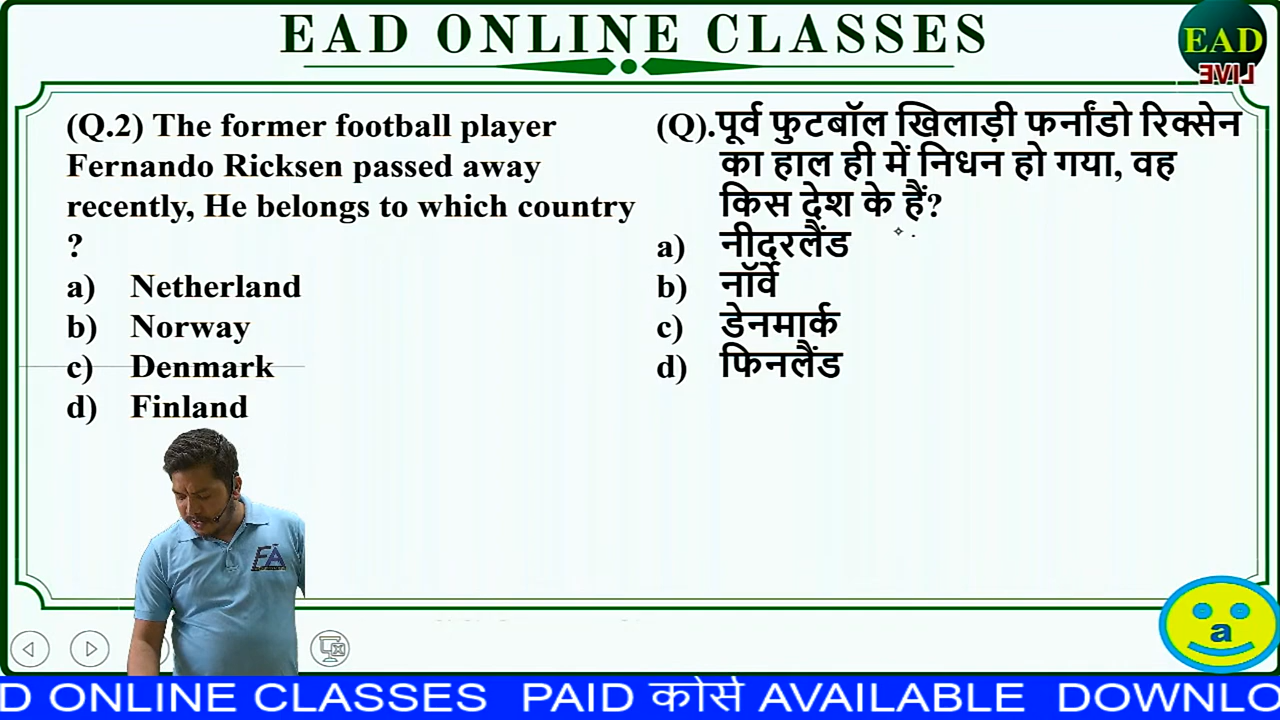 EAD ONLINE CLASSES
EAD
LIVE
(Q.2) The former football player
Fernando Ricksen passed away
recently, He belongs to which country
?
a) Netherland
b) Norway
c) Denmark
d) Finland
(Q).पूर्व फुटबॉल खिलाड़ी फर्नांडो रिक्सेन
का हाल ही में निधन हो गया, वह
किस देश के हैं?
a) नीदरलैंड
b) नॉर्वे
c) डेनमार्क
d) फिनलैंड
EA
a
D ONLINE CLASSES PAID कोर्स AVAILABLE DOWNLO